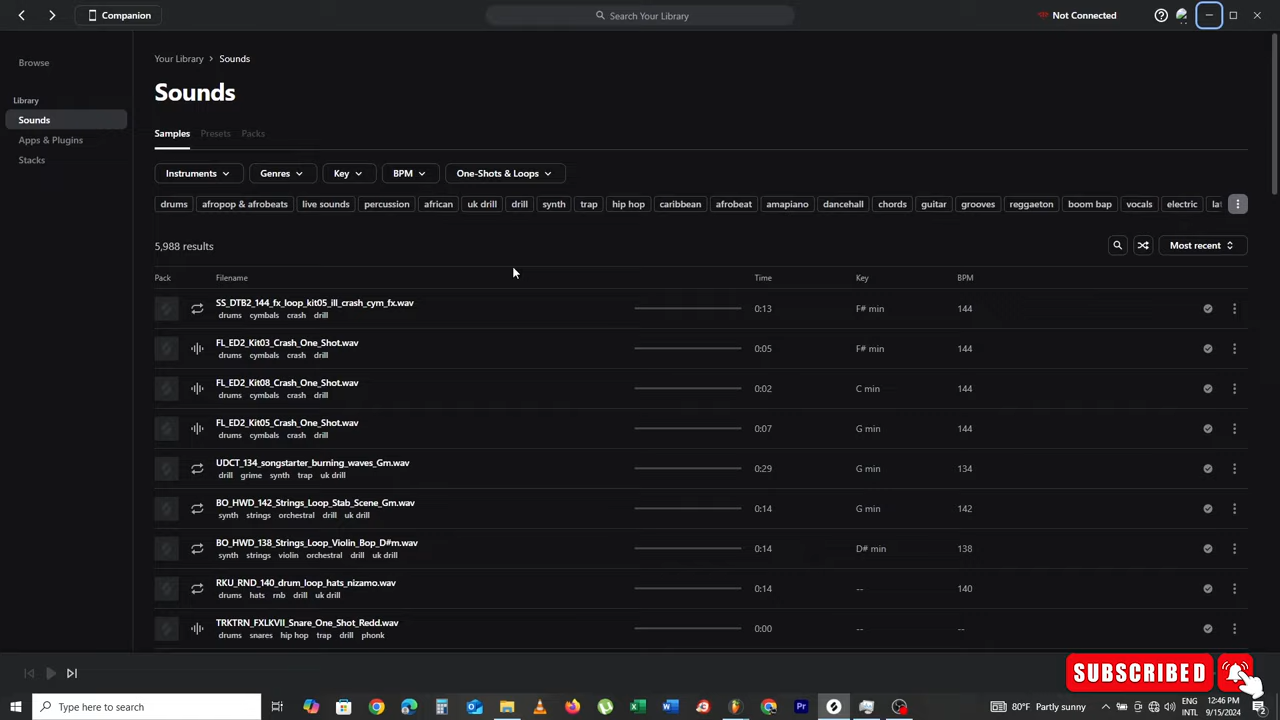 Companion
Search Your Library
Not Connected
Browse
Library
Sounds
Apps & Plugins
Stacks
Your Library > Sounds
Sounds
Samples Presets Packs
Instruments Genres Key BPM One-Shots & Loops
drums afropop & afrobeats live sounds percussion african uk drill drill synth trap hip hop caribbean afrobeat amapiano dancehall chords guitar grooves reggaeton boom bap vocals electric
5,988 results
Most recent
Pack Filename Time Key BPM
SS_DTB2_144_fx_loop_kit05_ill_crash_cym_fx.wav 0:13 F# min 144
drums cymbals crash drill
FL_ED2_Kit03_Crash_One_Shot.wav 0:05 F# min 144
drums cymbals crash drill
FL_ED2_Kit08_Crash_One_Shot.wav 0:02 C min 144
drums cymbals crash drill
FL_ED2_Kit05_Crash_One_Shot.wav 0:07 G min 144
drums cymbals crash drill
UDCT_134_songstarter_burning_waves_Gm.wav 0:29 G min 134
drill grime synth trap uk drill
BO_HWD_142_Strings_Loop_Stab_Scene_Gm.wav 0:14 G min 142
synth strings orchestral drill uk drill
BO_HWD_138_Strings_Loop_Violin_Bop_D#m.wav 0:14 D# min 138
synth strings violin orchestral drill uk drill
RKU_RND_140_drum_loop_hats_nizamo.wav 0:14 -- 140
drums hats rnb drill uk drill
TRKTRN_FXLKVII_Snare_One_Shot_Redd.wav 0:00 -- --
drums snares hip hop trap drill phonk
SUBSCRIBED
Type here to search
80°F Partly sunny
ENG 12:46 PM
INTL 9/15/2024
2